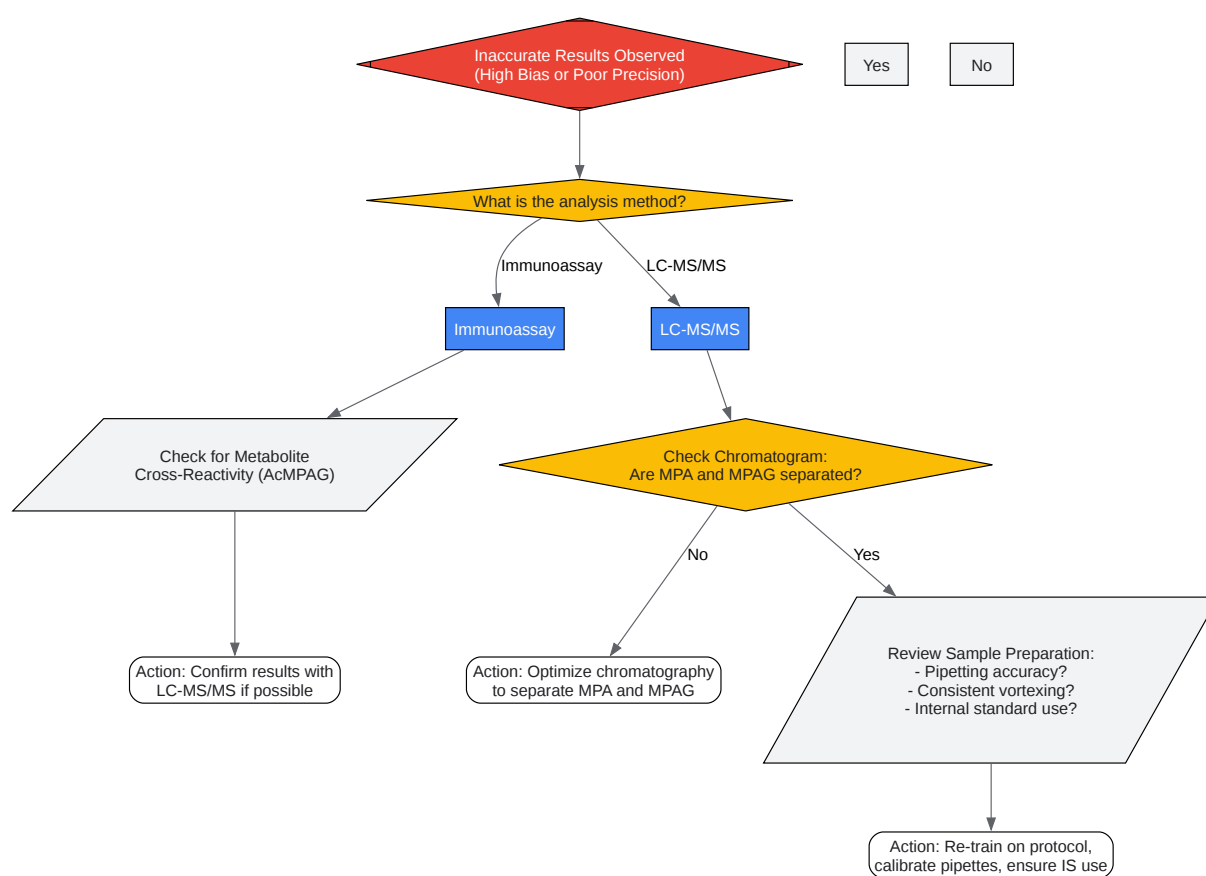 Inaccurate Results Observed
(High Bias or Poor Precision)
Yes
No
What is the analysis method?
Immunoassay
LC-MS/MS
Immunoassay
LC-MS/MS
Check for Metabolite
Cross-Reactivity (AcMPAG)
Check Chromatogram:
Are MPA and MPAG separated?
No
Yes
Review Sample Preparation:
- Pipetting accuracy?
- Consistent vortexing?
- Internal standard use?
Action: Confirm results with
LC-MS/MS if possible
Action: Optimize chromatography
to separate MPA and MPAG
Action: Re-train on protocol,
calibrate pipettes, ensure IS use